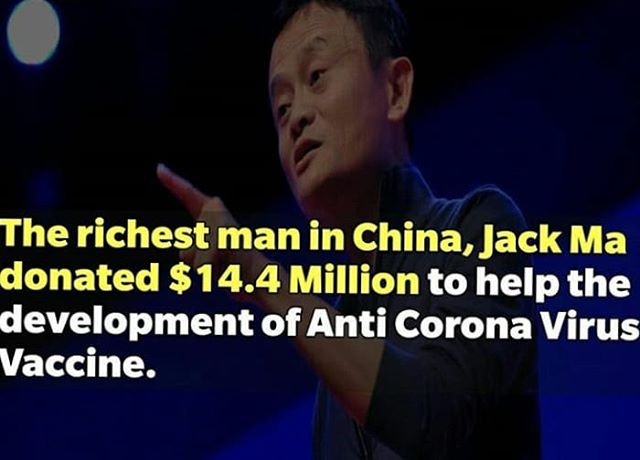 The richest man in China, Jack Ma
donated $14.4 Million to help the
development of Anti Corona Virus
Vaccine.